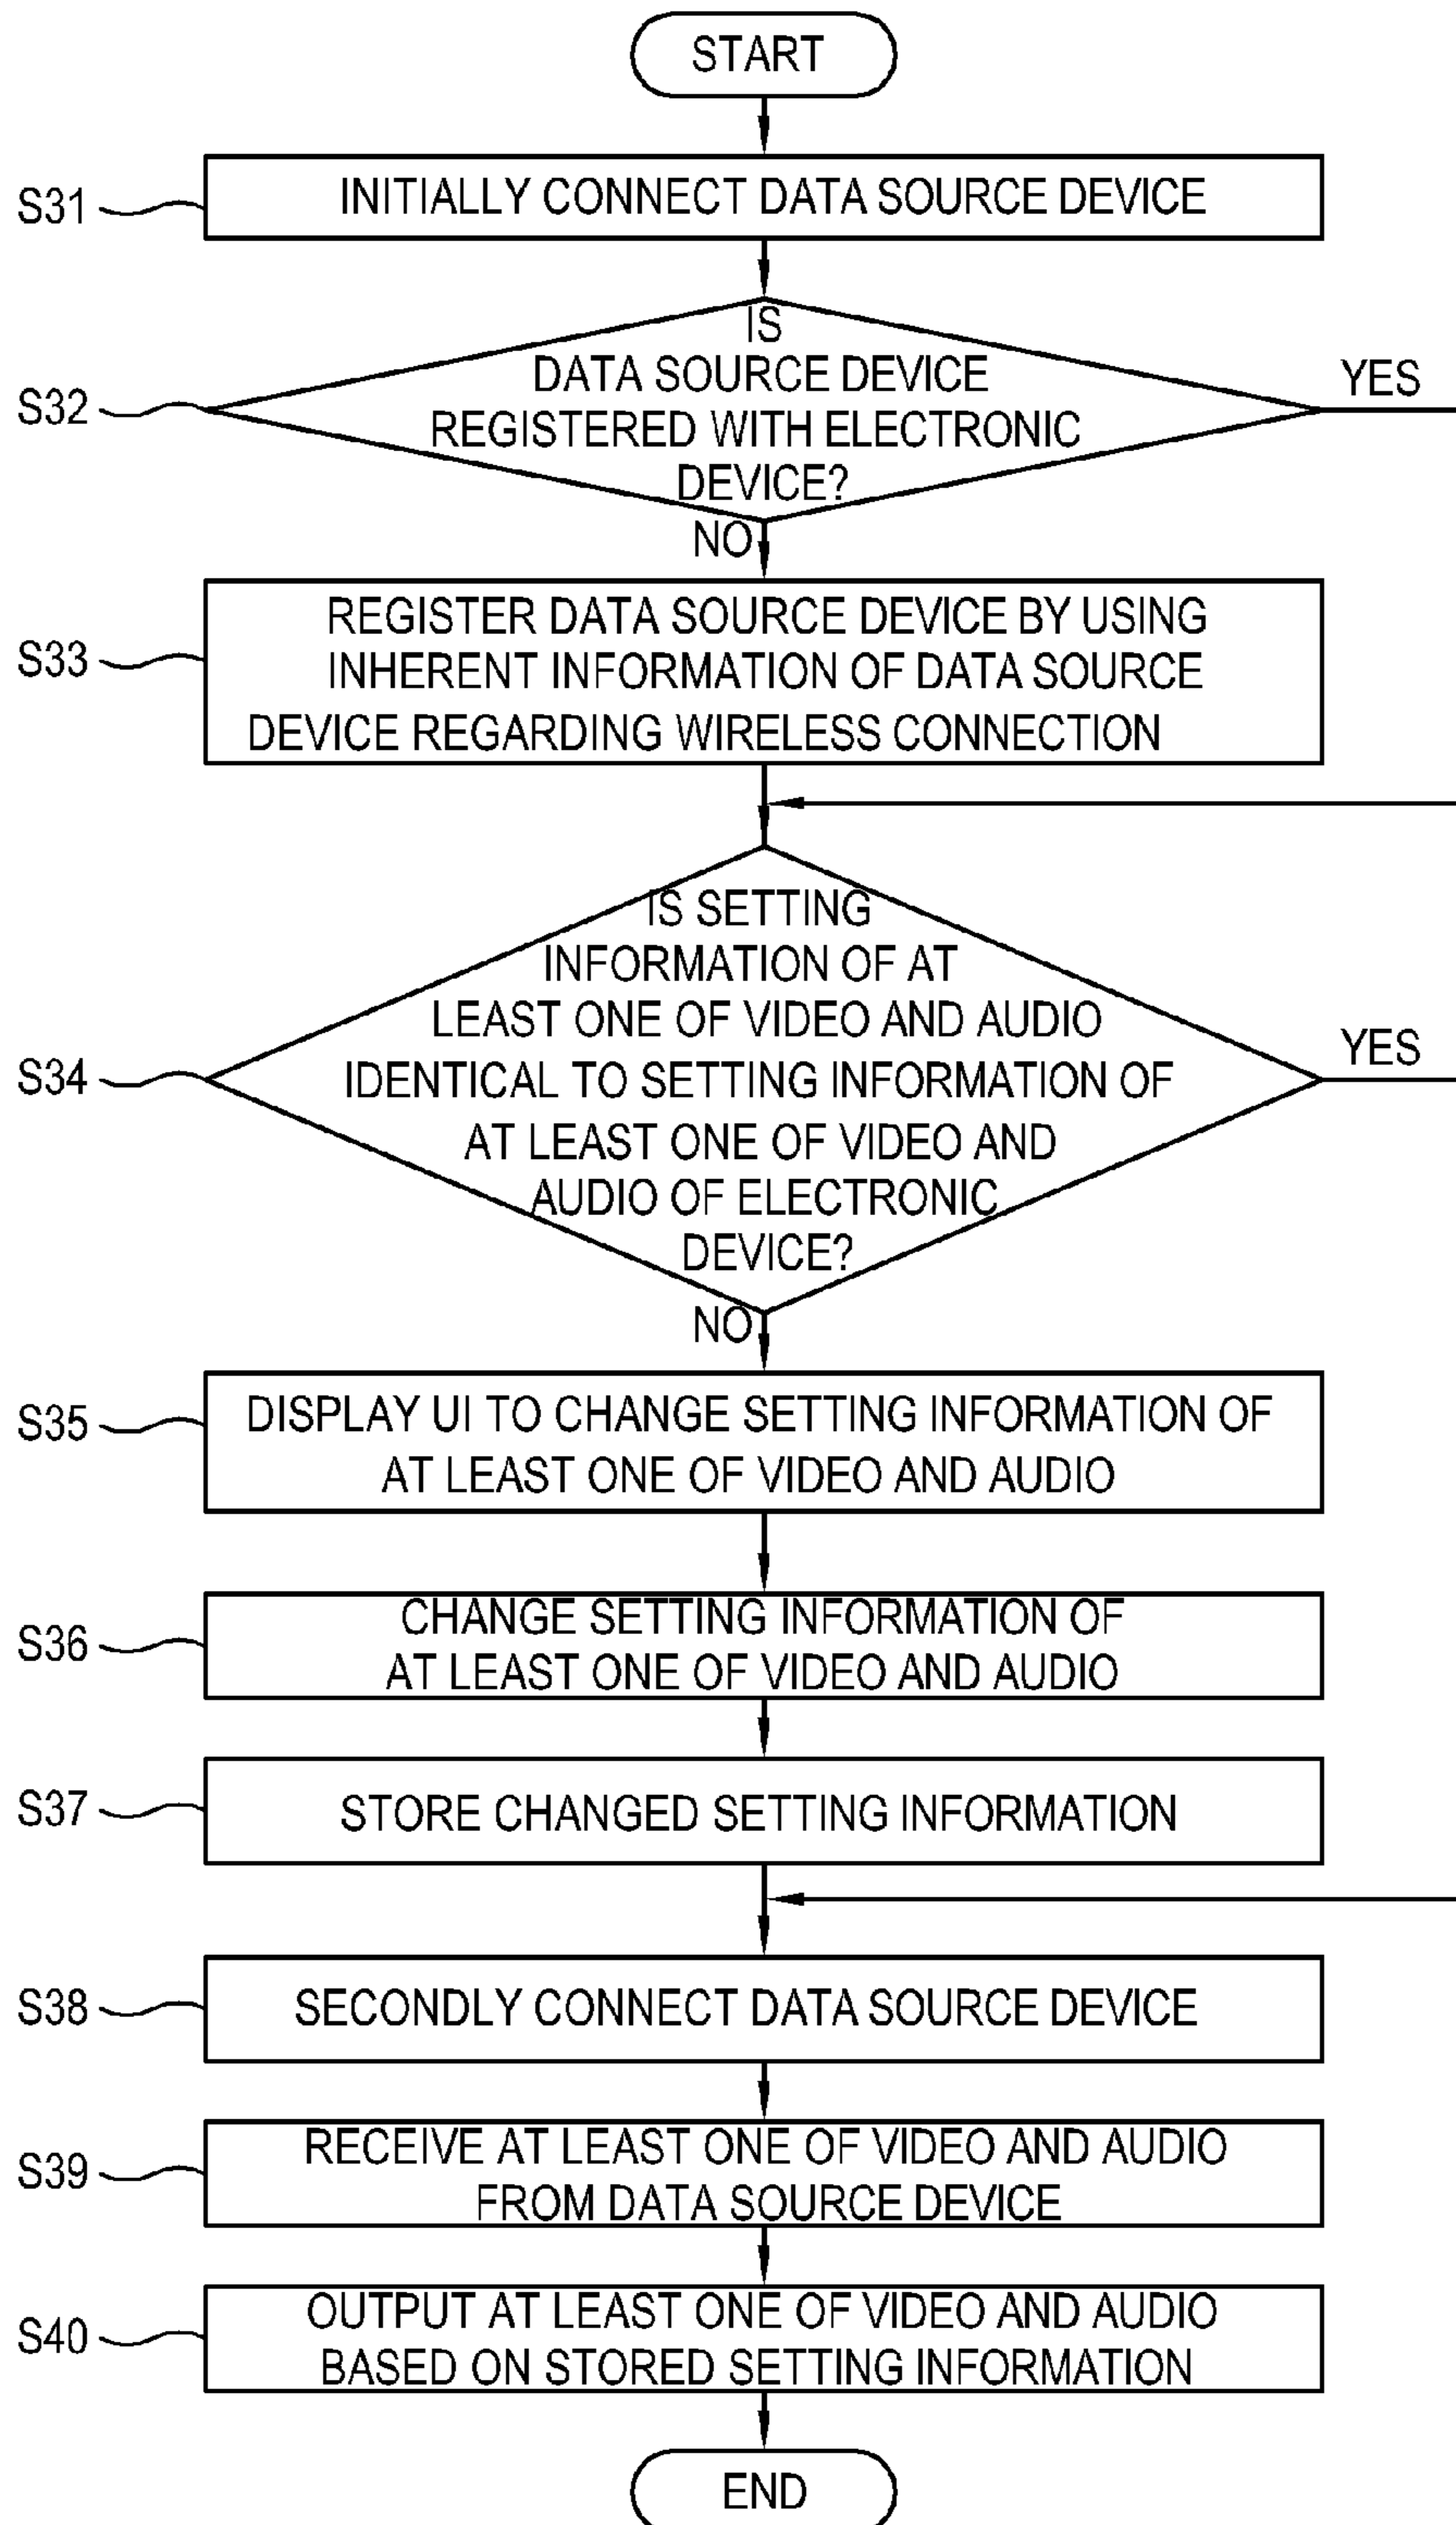 START
S31
INITIALLY CONNECT DATA SOURCE DEVICE
S32
IS
DATA SOURCE DEVICE
REGISTERED WITH ELECTRONIC
DEVICE?
YES
NO
S33
REGISTER DATA SOURCE DEVICE BY USING
INHERENT INFORMATION OF DATA SOURCE
DEVICE REGARDING WIRELESS CONNECTION
S34
IS SETTING
INFORMATION OF AT
LEAST ONE OF VIDEO AND AUDIO
IDENTICAL TO SETTING INFORMATION OF
AT LEAST ONE OF VIDEO AND
AUDIO OF ELECTRONIC
DEVICE?
YES
NO
S35
DISPLAY UI TO CHANGE SETTING INFORMATION OF
AT LEAST ONE OF VIDEO AND AUDIO
S36
CHANGE SETTING INFORMATION OF
AT LEAST ONE OF VIDEO AND AUDIO
S37
STORE CHANGED SETTING INFORMATION
S38
SECONDLY CONNECT DATA SOURCE DEVICE
S39
RECEIVE AT LEAST ONE OF VIDEO AND AUDIO
FROM DATA SOURCE DEVICE
S40
OUTPUT AT LEAST ONE OF VIDEO AND AUDIO
BASED ON STORED SETTING INFORMATION
END